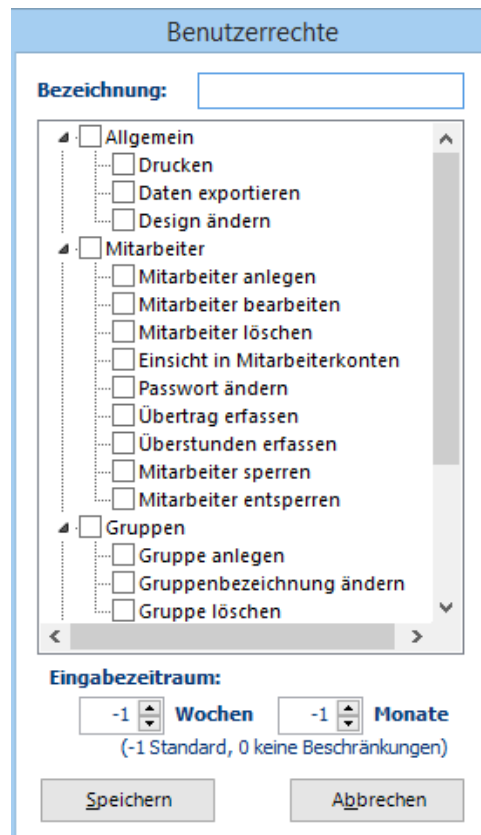 Benutzerrechte
Bezeichnung:
Allgemein
Drucken
Daten exportieren
Design ändern
Mitarbeiter
Mitarbeiter anlegen
Mitarbeiter bearbeiten
Mitarbeiter löschen
Einsicht in Mitarbeiterkonten
Passwort ändern
Übertrag erfassen
Überstunden erfassen
Mitarbeiter sperren
Mitarbeiter entsperren
Gruppen
Gruppe anlegen
Gruppenbezeichnung ändern
Gruppe löschen
Eingabezeitraum:
-1 Wochen -1 Monate
(-1 Standard, 0 keine Beschränkungen)
Speichern Abbrechen